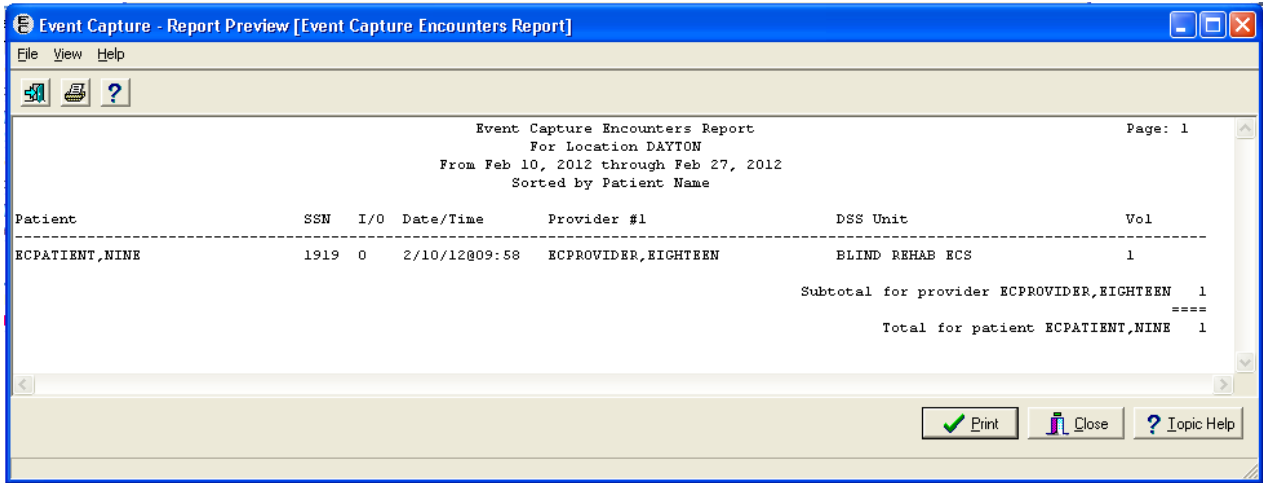 Event Capture - Report Preview [Event Capture Encounters Report]
File View Help
Event Capture Encounters Report Page: 1
For Location DAYTON
From Feb 10, 2012 through Feb 27, 2012
Sorted by Patient Name
Patient SSN I/O Date/Time Provider #1 DSS Unit Vol
ECPATIENT,NINE 1919 O 2/10/12@09:58 ECPROVIDER,EIGHTEEN BLIND REHAB ECS 1
Subtotal for provider ECPROVIDER,EIGHTEEN 1
====
Total for patient ECPATIENT,NINE 1
Print Close ? Topic Help